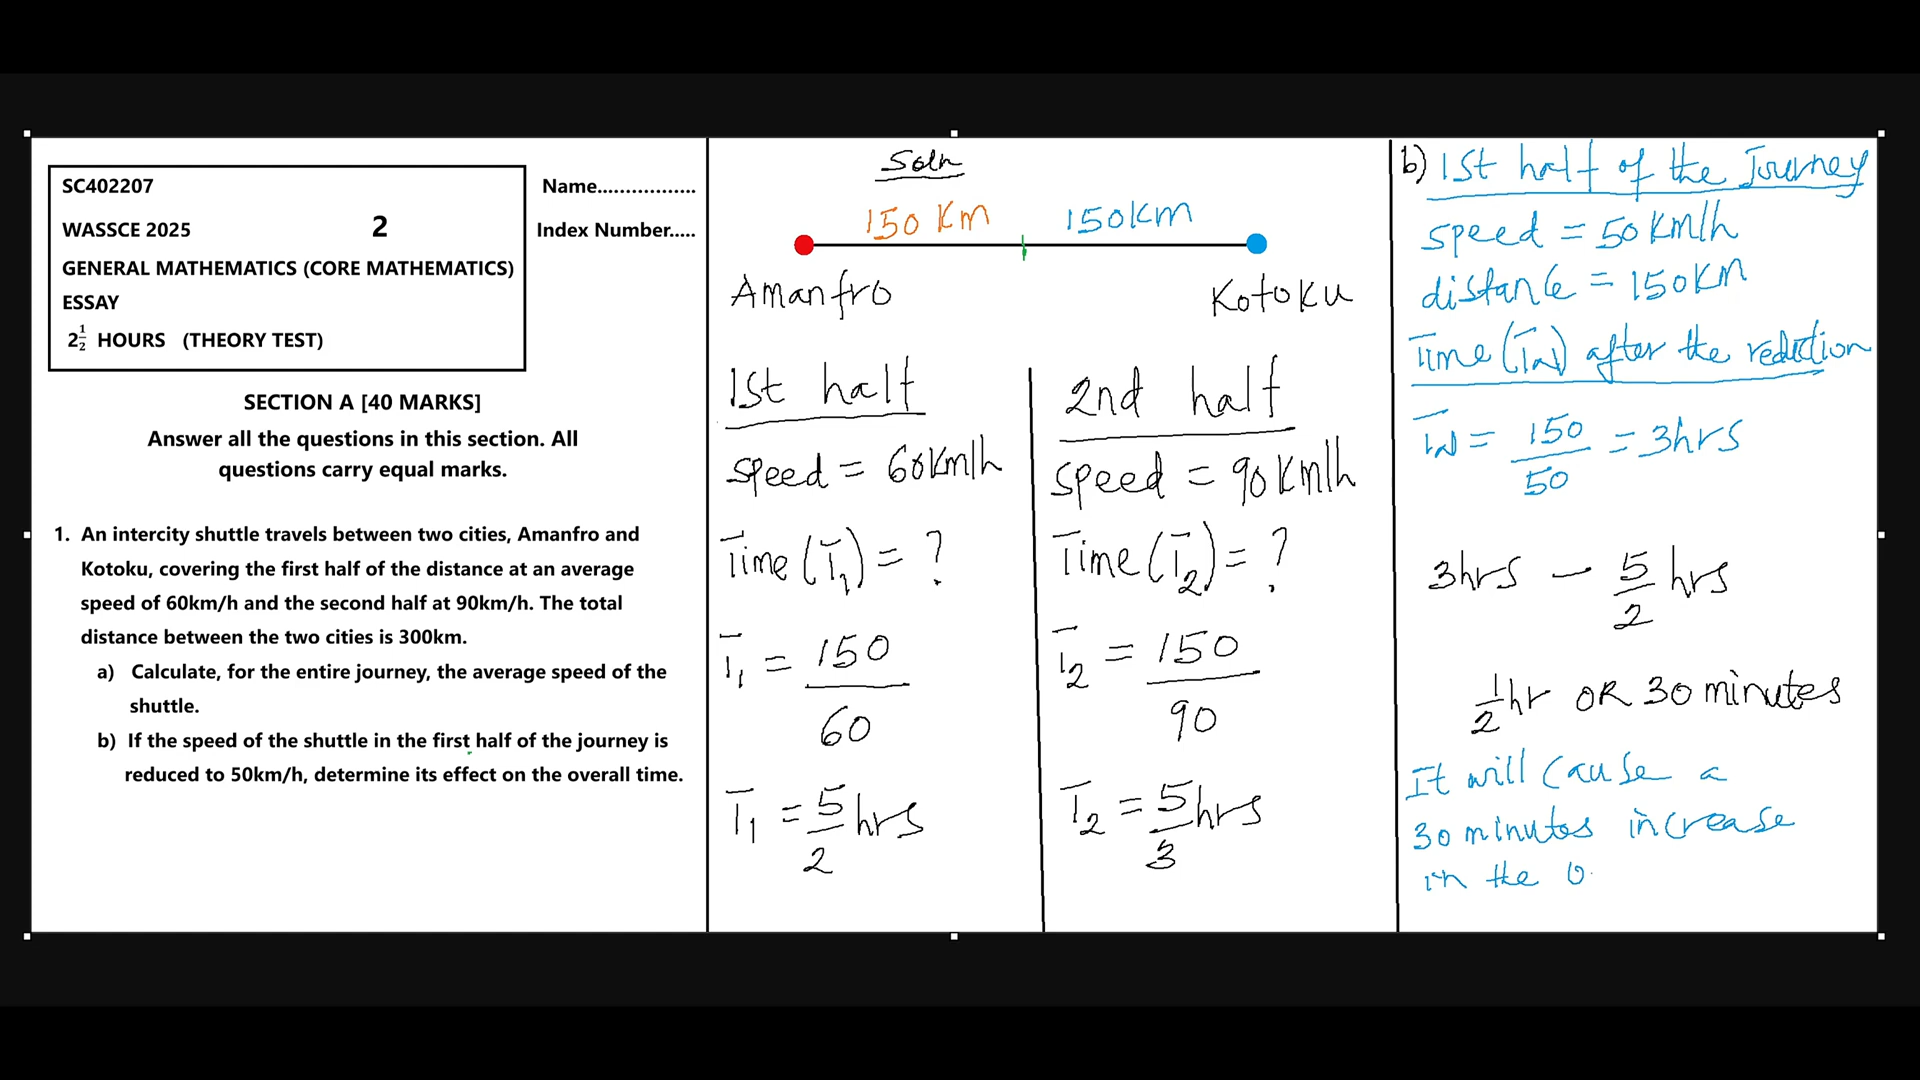 SC402207
WASSCE 2025 2
GENERAL MATHEMATICS (CORE MATHEMATICS)
ESSAY
2 1/2 HOURS (THEORY TEST)
Name.................
Index Number.....
SECTION A [40 MARKS]
Answer all the questions in this section. All
questions carry equal marks.
1. An intercity shuttle travels between two cities, Amanfro and
Kotoku, covering the first half of the distance at an average
speed of 60km/h and the second half at 90km/h. The total
distance between the two cities is 300km.
a) Calculate, for the entire journey, the average speed of the
shuttle.
b) If the speed of the shuttle in the first half of the journey is
reduced to 50km/h, determine its effect on the overall time.
Soln
150 Km 150km
Amanfro Kotoku
1st half
speed = 60km/h
Time (T₁) = ?
T₁ = 150/60
T₁ = 5/2 hrs
2nd half
speed = 90km/h
Time (T₂) = ?
T₂ = 150/90
T₂ = 5/3 hrs
b) 1st half of the Journey
speed = 50km/h
distance = 150km
Time (TN) after the reduction
TN = 150/50 = 3hrs
3hrs - 5/2 hrs
1/2 hr OR 30 minutes
It will cause a
30 minutes increase
in the o